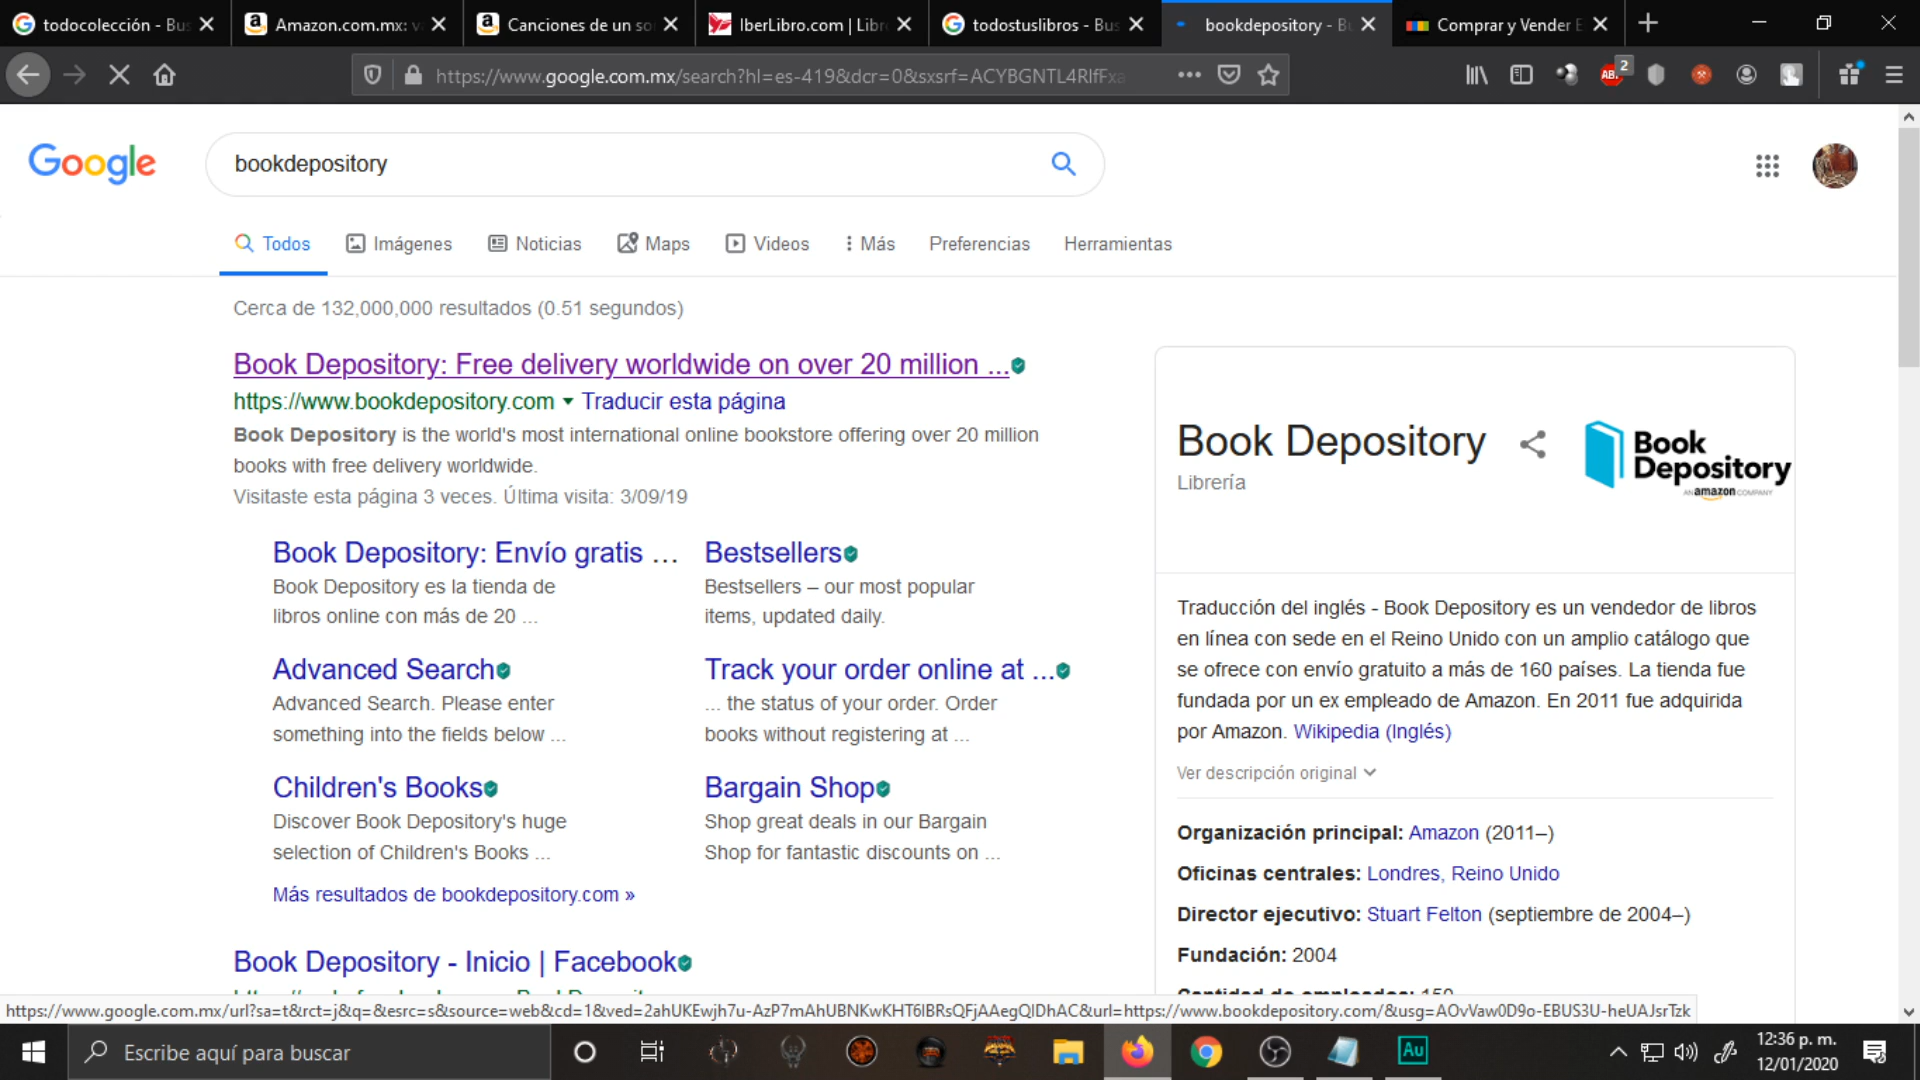 todocolección - Bus
Amazon.com.mx: v
Canciones de un so
IberLibro.com | Libr
todostuslibros - Bus
bookdepository - B
Comprar y Vender E
https://www.google.com.mx/search?hl=es-419&dcr=0&sxsrf=ACYBGNTL4RlfFxa
2
Google
bookdepository
Todos
Imágenes
Noticias
Maps
Videos
Más
Preferencias
Herramientas
Cerca de 132,000,000 resultados (0.51 segundos)
Book Depository: Free delivery worldwide on over 20 million ...
https://www.bookdepository.com Traducir esta página
Book Depository is the world's most international online bookstore offering over 20 million
books with free delivery worldwide.
Visitaste esta página 3 veces. Última visita: 3/09/19
Book Depository: Envío gratis ...
Book Depository es la tienda de
libros online con más de 20 ...
Bestsellers
Bestsellers – our most popular
items, updated daily.
Advanced Search
Advanced Search. Please enter
something into the fields below ...
Track your order online at ...
... the status of your order. Order
books without registering at ...
Children's Books
Discover Book Depository's huge
selection of Children's Books ...
Bargain Shop
Shop great deals in our Bargain
Shop for fantastic discounts on ...
Más resultados de bookdepository.com »
Book Depository - Inicio | Facebook
Book Depository
Librería
Book
Depository
AN amazon COMPANY
Traducción del inglés - Book Depository es un vendedor de libros
en línea con sede en el Reino Unido con un amplio catálogo que
se ofrece con envío gratuito a más de 160 países. La tienda fue
fundada por un ex empleado de Amazon. En 2011 fue adquirida
por Amazon. Wikipedia (Inglés)
Ver descripción original
Organización principal: Amazon (2011–)
Oficinas centrales: Londres, Reino Unido
Director ejecutivo: Stuart Felton (septiembre de 2004–)
Fundación: 2004
Cantidad de empleados: 150
https://www.google.com.mx/url?sa=t&rct=j&q=&esrc=s&source=web&cd=1&ved=2ahUKEwjh7u-AzP7mAhUBNKwKHT6IBRsQFjAAegQIDhAC&url=https://www.bookdepository.com/&usg=AOvVaw0D9o-EBUS3U-heUAJsrTzk
Escribe aquí para buscar
Au
12:36 p. m.
12/01/2020